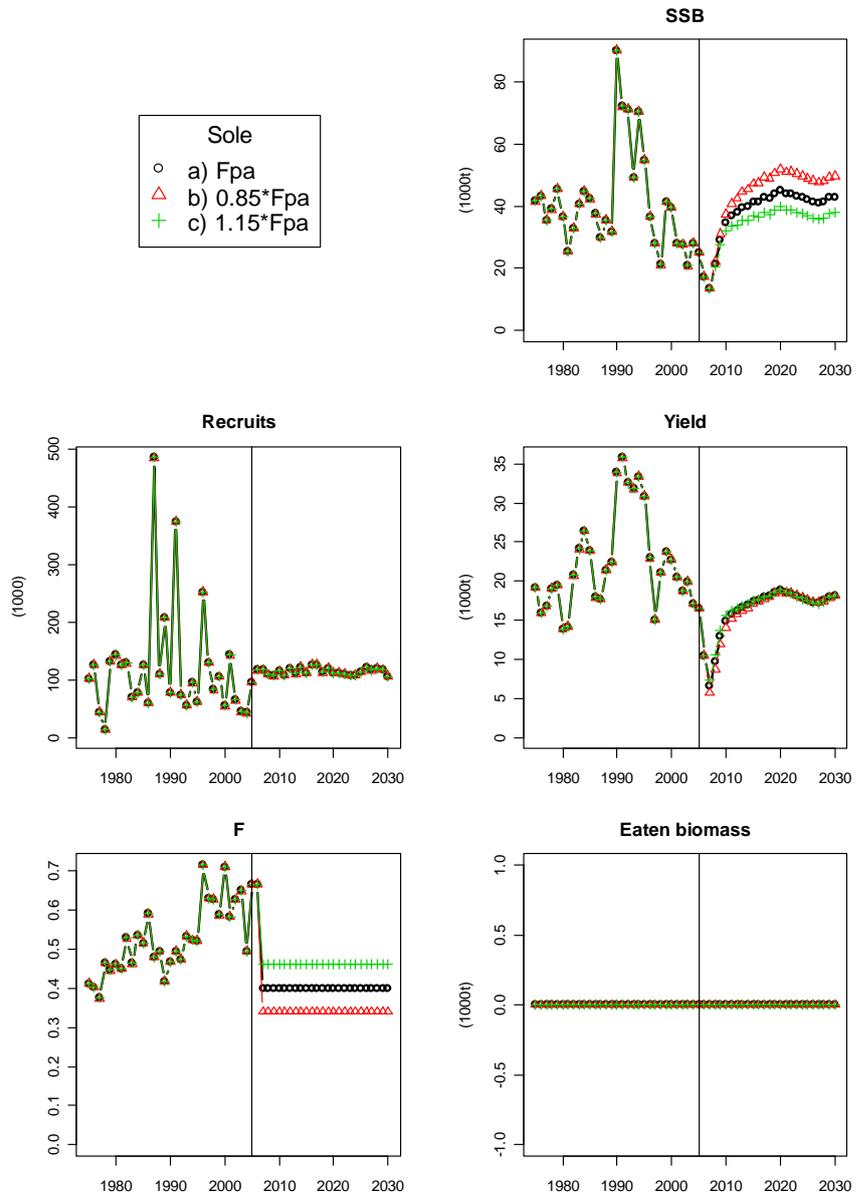 SSB
Sole
a) Fpa
b) 0.85*Fpa
c) 1.15*Fpa
(1000t)
80
60
40
20
0
1980 1990 2000 2010 2020 2030
Recruits
(1000)
500
400
300
200
100
0
1980 1990 2000 2010 2020 2030
Yield
(1000t)
35
30
25
20
15
10
5
0
1980 1990 2000 2010 2020 2030
F
0.7
0.6
0.5
0.4
0.3
0.2
0.1
0.0
1980 1990 2000 2010 2020 2030
Eaten biomass
(1000t)
1.0
0.5
0.0
-0.5
-1.0
1980 1990 2000 2010 2020 2030